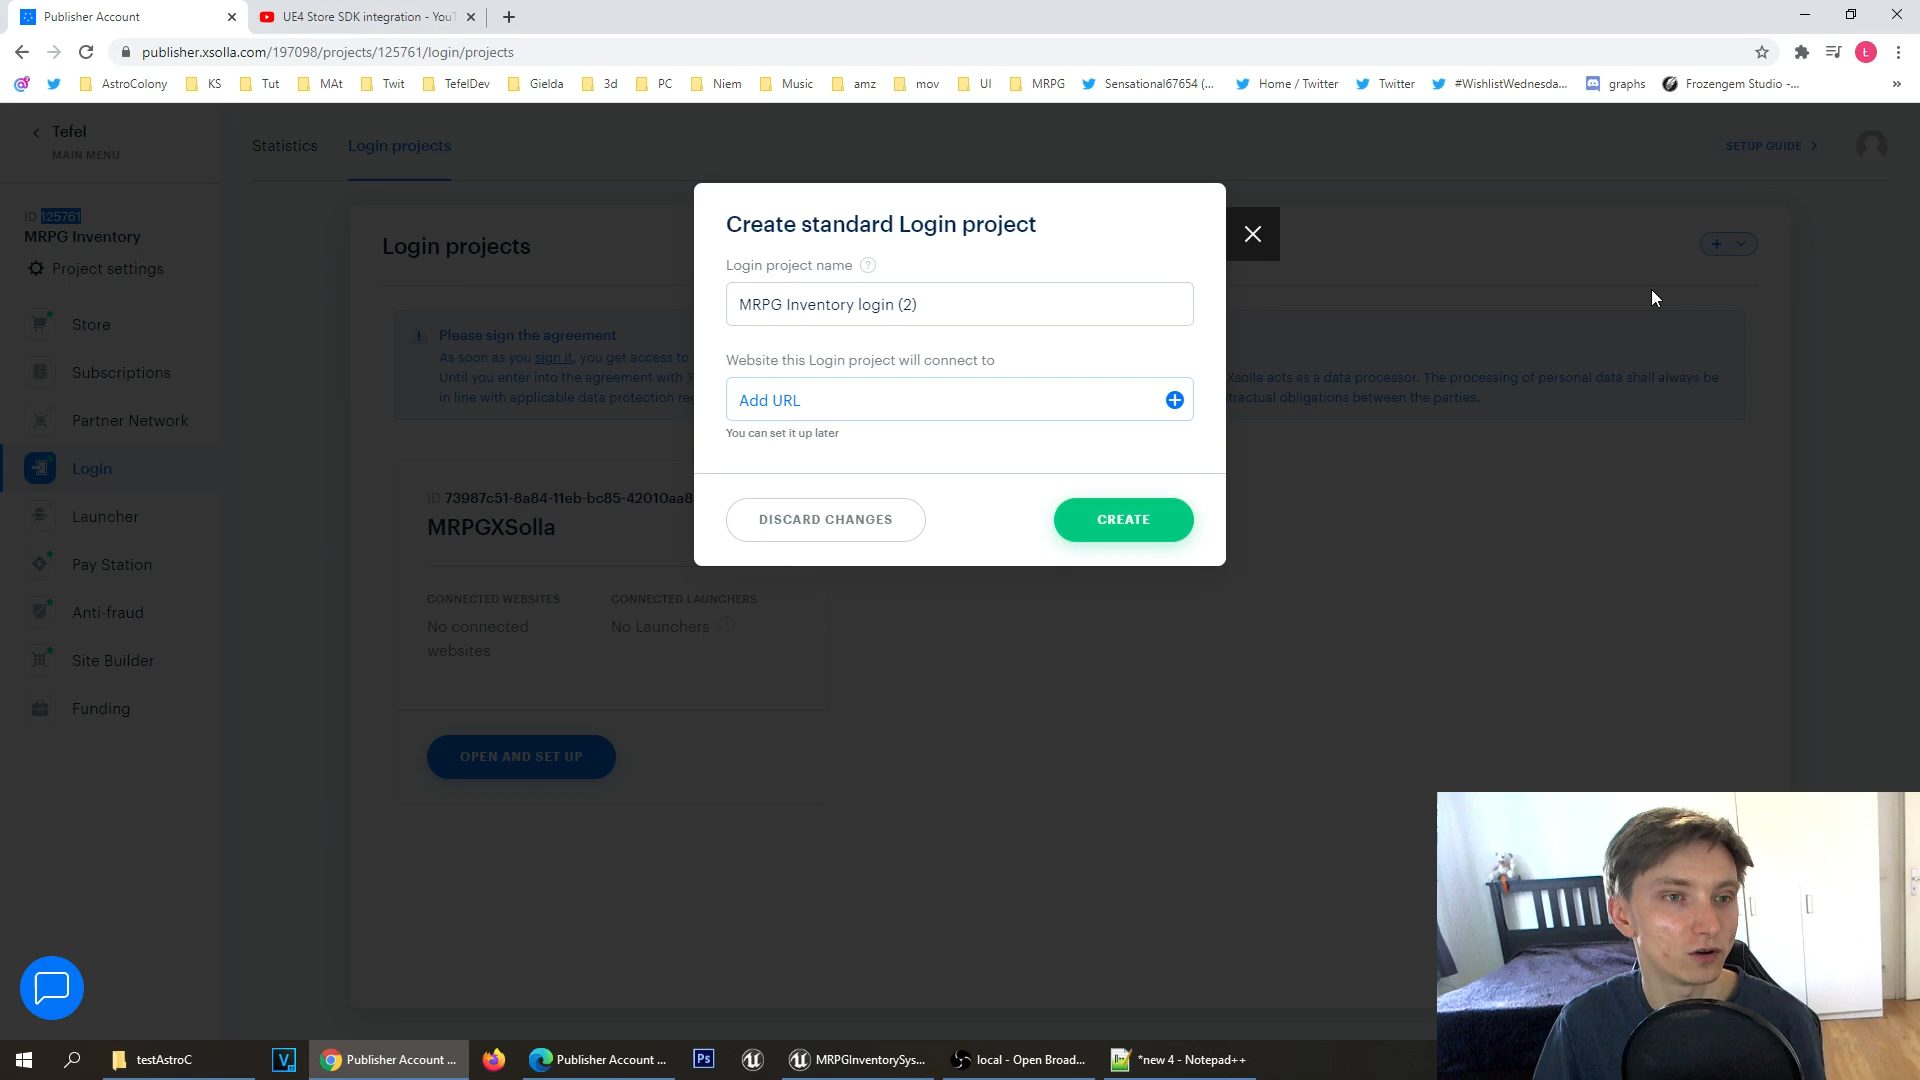 Publisher Account
UE4 Store SDK integration - YouT
publisher.xsolla.com/197098/projects/125761/login/projects
AstroColony
KS
Tut
MAt
Twit
TefelDev
Gielda
3d
PC
Niem
Music
amz
mov
UI
MRPG
Sensational67654 (...
Home / Twitter
Twitter
#WishlistWednesda...
graphs
Frozengem Studio -...
Tefel
MAIN MENU
Statistics
Login projects
SETUP GUIDE
ID 125761
MRPG Inventory
Project settings
Store
Subscriptions
Partner Network
Login
Launcher
Pay Station
Anti-fraud
Site Builder
Funding
Login projects
Please sign the agreement
As soon as you sign it, you get access to
Until you enter into the agreement with X
Xsolla acts as a data processor. The processing of personal data shall always be
in line with applicable data protection re
tractual obligations between the parties.
ID 73987c51-8a84-11eb-bc85-42010aa8
MRPGXSolla
CONNECTED WEBSITES
CONNECTED LAUNCHERS
No connected
websites
No Launchers
OPEN AND SET UP
Create standard Login project
Login project name
MRPG Inventory login (2)
Website this Login project will connect to
Add URL
You can set it up later
DISCARD CHANGES
CREATE
testAstroC
Publisher Account ...
Publisher Account ...
Ps
MRPGInventorySys...
local - Open Broad...
*new 4 - Notepad++